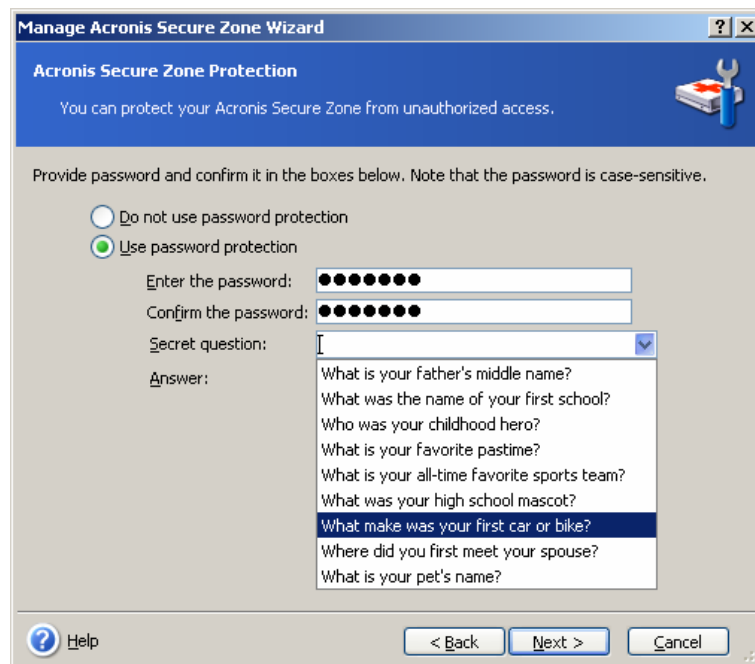 Manage Acronis Secure Zone Wizard
Acronis Secure Zone Protection
You can protect your Acronis Secure Zone from unauthorized access.
Provide password and confirm it in the boxes below. Note that the password is case-sensitive.
Do not use password protection
Use password protection
Enter the password: ●●●●●●●
Confirm the password: ●●●●●●●
Secret question:
Answer:
What is your father's middle name?
What was the name of your first school?
Who was your childhood hero?
What is your favorite pastime?
What is your all-time favorite sports team?
What was your high school mascot?
What make was your first car or bike?
Where did you first meet your spouse?
What is your pet's name?
Help < Back Next > Cancel